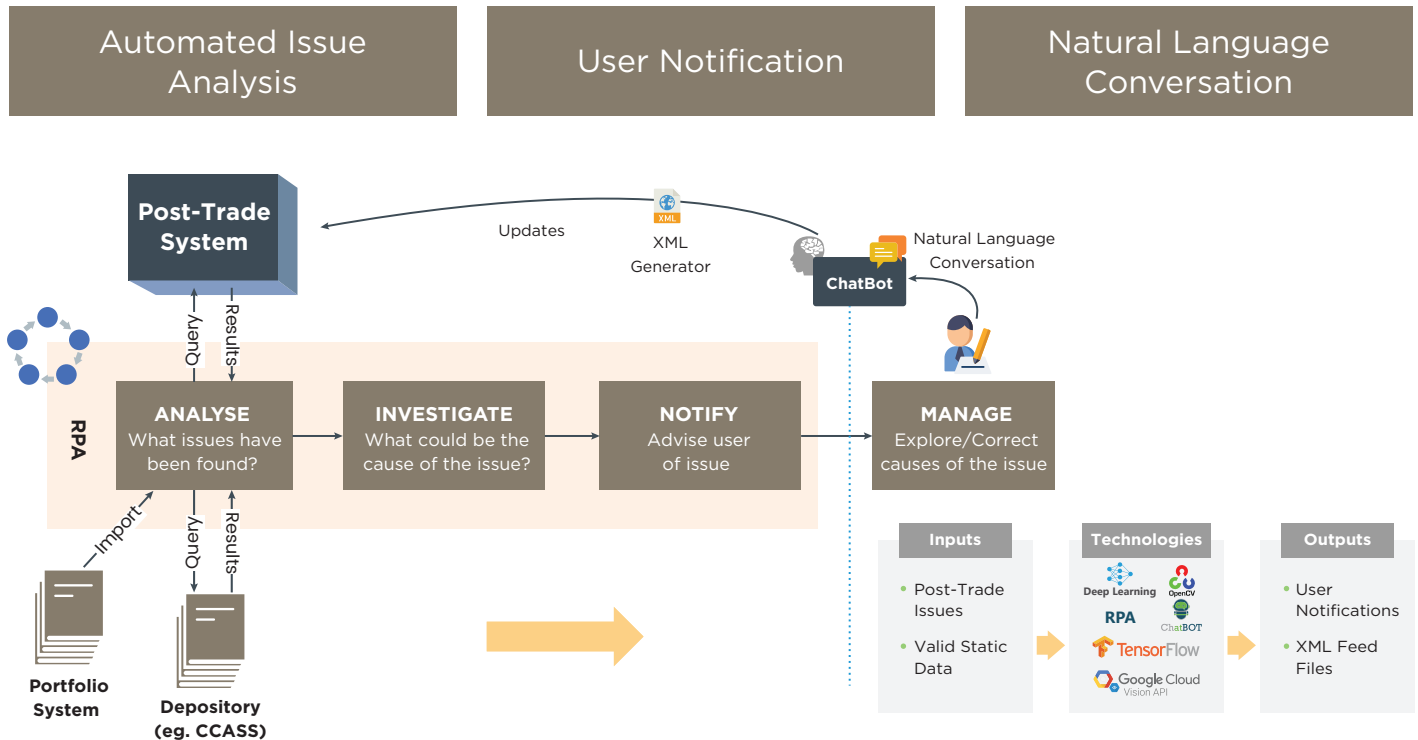 Automated Issue
Analysis
User Notification
Natural Language
Conversation
Post-Trade
System
Updates
XML
XML
Generator
Natural Language
Conversation
ChatBot
Query
Results
RPA
ANALYSE
What issues have
been found?
INVESTIGATE
What could be the
cause of the issue?
NOTIFY
Advise user
of issue
MANAGE
Explore/Correct
causes of the issue
Import
Query
Results
Portfolio
System
Depository
(eg. CCASS)
Inputs
• Post-Trade
Issues
• Valid Static
Data
Technologies
Deep Learning
OpenCV
RPA
ChatBOT
TensorFlow
Google Cloud
Vision API
Outputs
• User
Notifications
• XML Feed
Files